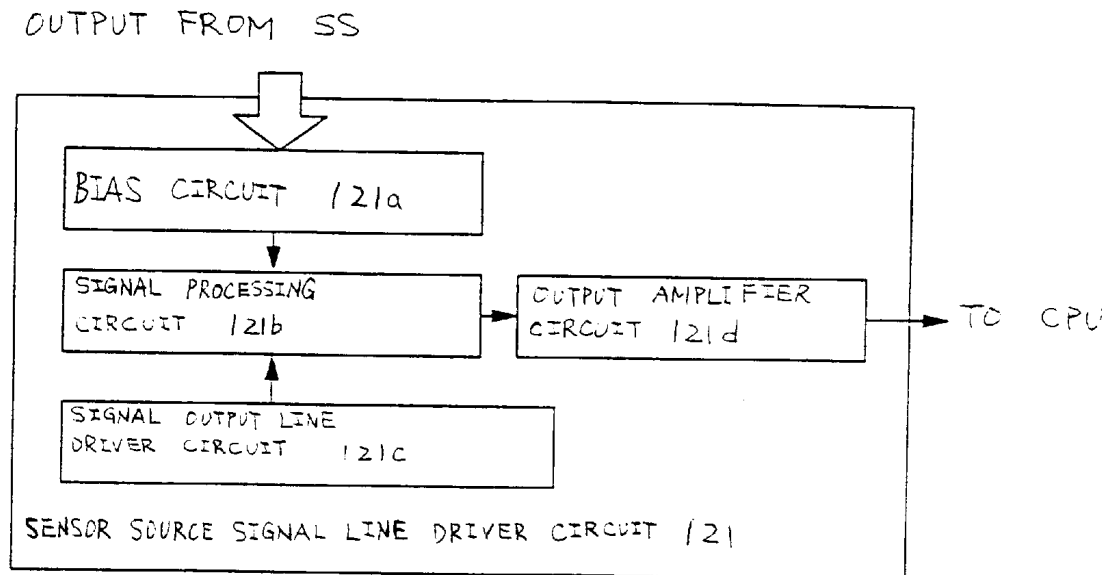 OUTPUT FROM SS
BIAS CIRCUIT 121a
SIGNAL PROCESSING
CIRCUIT 121b
OUTPUT AMPLIFIER
CIRCUIT 121d
TO CPU
SIGNAL OUTPUT LINE
DRIVER CIRCUIT 121c
SENSOR SOURCE SIGNAL LINE DRIVER CIRCUIT 121